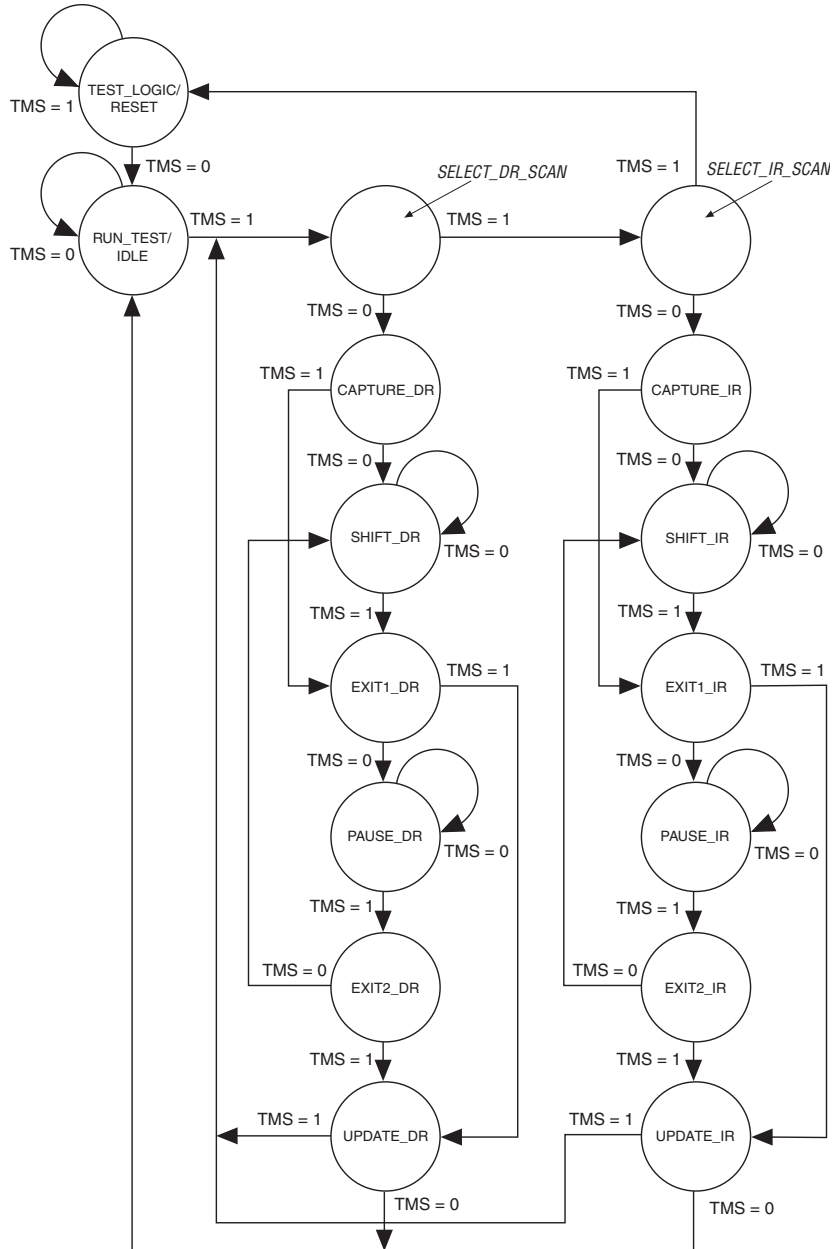 TEST_LOGIC/
RESET
TMS = 1
TMS = 0
SELECT_DR_SCAN
TMS = 1
SELECT_IR_SCAN
RUN_TEST/
IDLE
TMS = 0
TMS = 1
TMS = 1
TMS = 0
TMS = 0
TMS = 1
CAPTURE_DR
TMS = 1
CAPTURE_IR
TMS = 0
TMS = 0
SHIFT_DR
TMS = 0
SHIFT_IR
TMS = 0
TMS = 1
TMS = 1
EXIT1_DR
TMS = 1
EXIT1_IR
TMS = 1
TMS = 0
TMS = 0
PAUSE_DR
TMS = 0
PAUSE_IR
TMS = 0
TMS = 1
TMS = 1
TMS = 0
EXIT2_DR
TMS = 0
EXIT2_IR
TMS = 1
TMS = 1
TMS = 1
UPDATE_DR
TMS = 1
UPDATE_IR
TMS = 0
TMS = 0